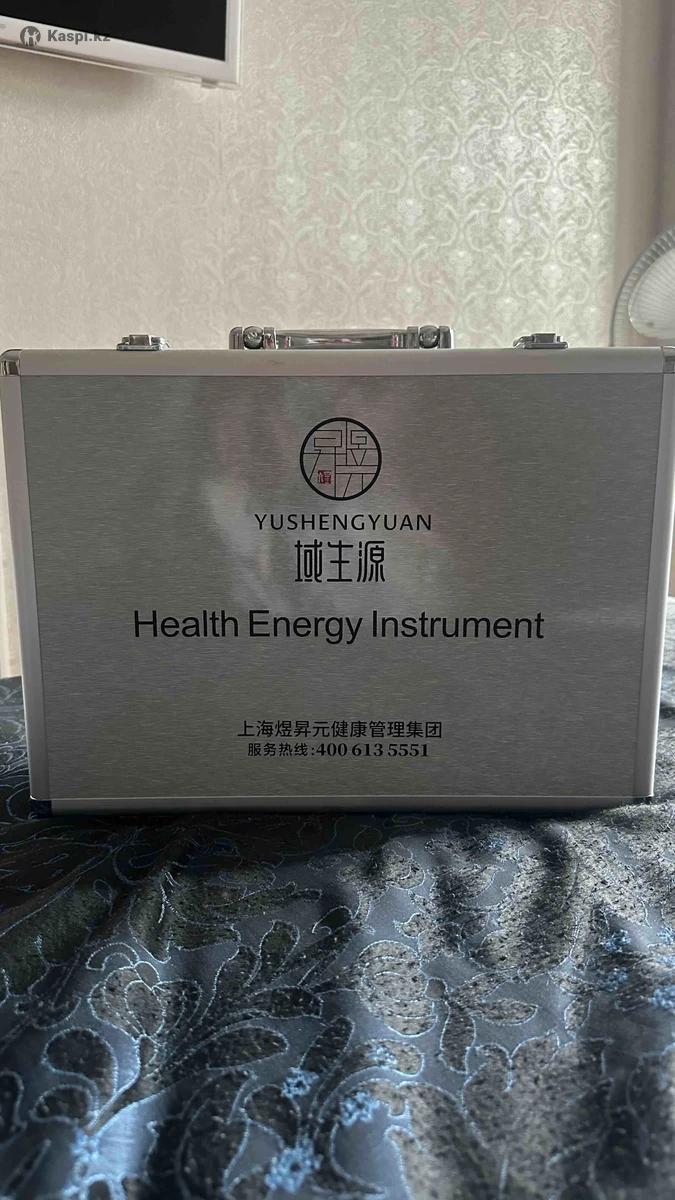 Kaspi.kz
YUSHENGYUAN
域生源
Health Energy Instrument
上海煜昇元健康管理集团
服务热线:400 613 5551